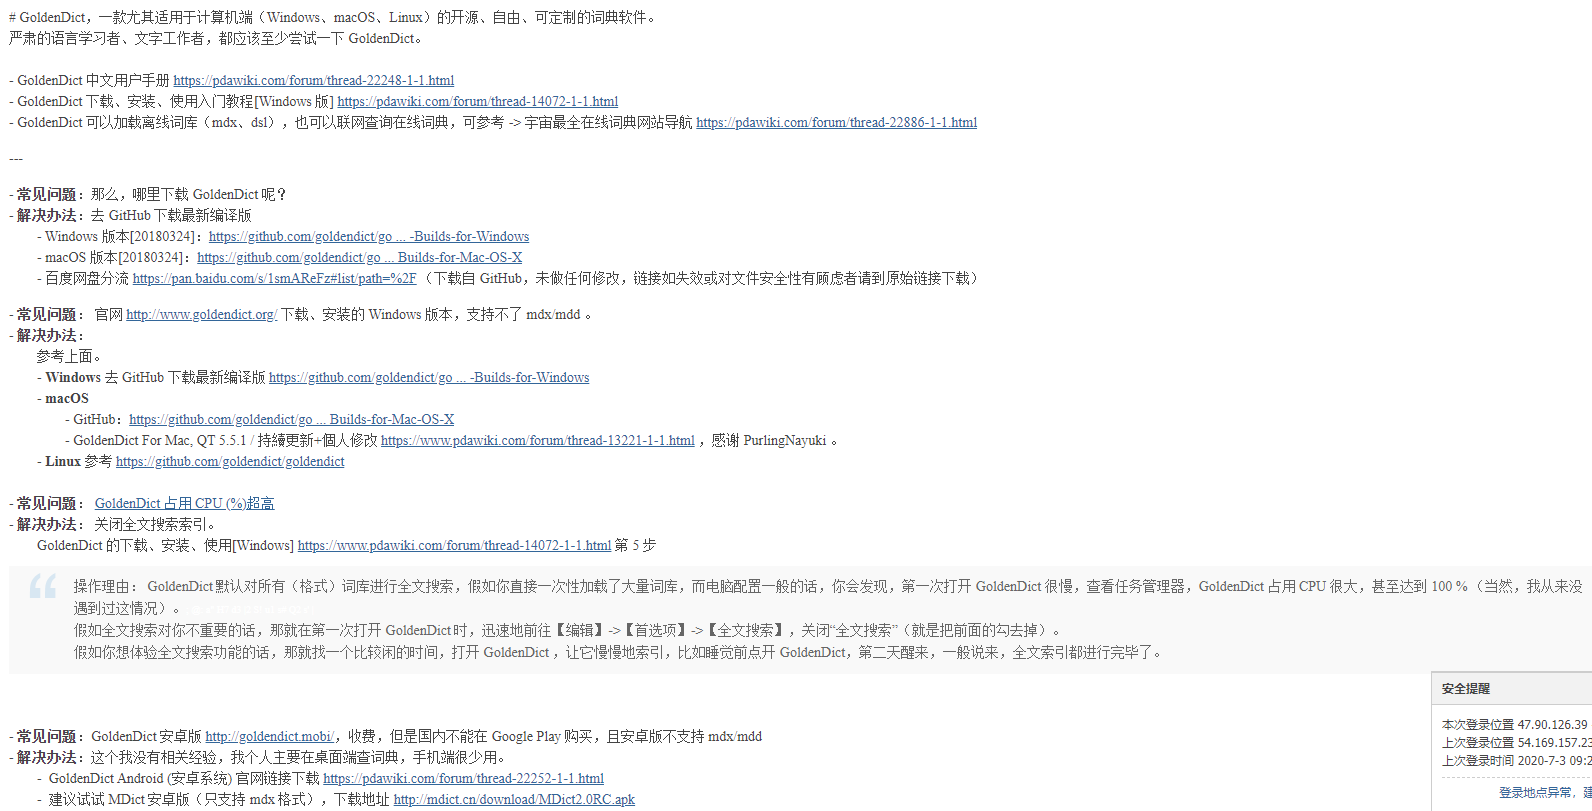 # GoldenDict，一款尤其适用于计算机端（Windows、macOS、Linux）的开源、自由、可定制的词典软件。
严肃的语言学习者、文字工作者，都应该至少尝试一下 GoldenDict。
- GoldenDict 中文用户手册 https://pdawiki.com/forum/thread-22248-1-1.html
- GoldenDict 下载、安装、使用入门教程[Windows 版] https://pdawiki.com/forum/thread-14072-1-1.html
- GoldenDict 可以加载离线词库（mdx、dsl），也可以联网查询在线词典，可参考 -> 宇宙最全在线词典网站导航 https://pdawiki.com/forum/thread-22886-1-1.html
---
- 常见问题：那么，哪里下载 GoldenDict 呢？
- 解决办法：去 GitHub 下载最新编译版
- Windows 版本[20180324]：https://github.com/goldendict/go ... -Builds-for-Windows
- macOS 版本[20180324]：https://github.com/goldendict/go ... Builds-for-Mac-OS-X
- 百度网盘分流 https://pan.baidu.com/s/1smAReFz#list/path=%2F （下载自 GitHub，未做任何修改，链接如失效或对文件安全性有顾虑者请到原始链接下载）
- 常见问题： 官网 http://www.goldendict.org/ 下载、安装的 Windows 版本，支持不了 mdx/mdd 。
- 解决办法：
参考上面。
- Windows 去 GitHub 下载最新编译版 https://github.com/goldendict/go ... -Builds-for-Windows
- macOS
- GitHub：https://github.com/goldendict/go ... Builds-for-Mac-OS-X
- GoldenDict For Mac, QT 5.5.1 / 持續更新+個人修改 https://www.pdawiki.com/forum/thread-13221-1-1.html ，感谢 PurlingNayuki 。
- Linux 参考 https://github.com/goldendict/goldendict
- 常见问题： GoldenDict 占用 CPU (%)超高
- 解决办法： 关闭全文搜索索引。
GoldenDict 的下载、安装、使用[Windows] https://www.pdawiki.com/forum/thread-14072-1-1.html 第 5 步
操作理由： GoldenDict 默认对所有（格式）词库进行全文搜索，假如你直接一次性加载了大量词库，而电脑配置一般的话，你会发现，第一次打开 GoldenDict 很慢，查看任务管理器，GoldenDict 占用 CPU 很大，甚至达到 100 %（当然，我从来没
遇到过这情况）。
假如全文搜索对你不重要的话，那就在第一次打开 GoldenDict 时，迅速地前往【编辑】->【首选项】->【全文搜索】，关闭“全文搜索”（就是把前面的勾去掉）。
假如你想体验全文搜索功能的话，那就找一个比较闲的时间，打开 GoldenDict ，让它慢慢地索引，比如睡觉前点开 GoldenDict，第二天醒来，一般说来，全文索引都进行完毕了。
安全提醒
本次登录位置 47.90.126.39
上次登录位置 54.169.157.23
上次登录时间 2020-7-3 09:2
登录地点异常，建
- 常见问题：GoldenDict 安卓版 http://goldendict.mobi/，收费，但是国内不能在 Google Play 购买，且安卓版不支持 mdx/mdd
- 解决办法：这个我没有相关经验，我个人主要在桌面端查词典，手机端很少用。
- GoldenDict Android (安卓系统) 官网链接下载 https://pdawiki.com/forum/thread-22252-1-1.html
- 建议试试 MDict 安卓版（只支持 mdx 格式），下载地址 http://mdict.cn/download/MDict2.0RC.apk